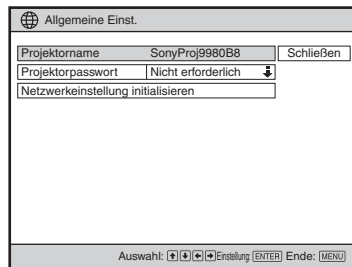 Allgemeine Einst.
Projektorname SonyProj9980B8 Schließen
Projektorpasswort Nicht erforderlich
Netzwerkeinstellung initialisieren
Auswahl: Einstellung: ENTER Ende: MENU